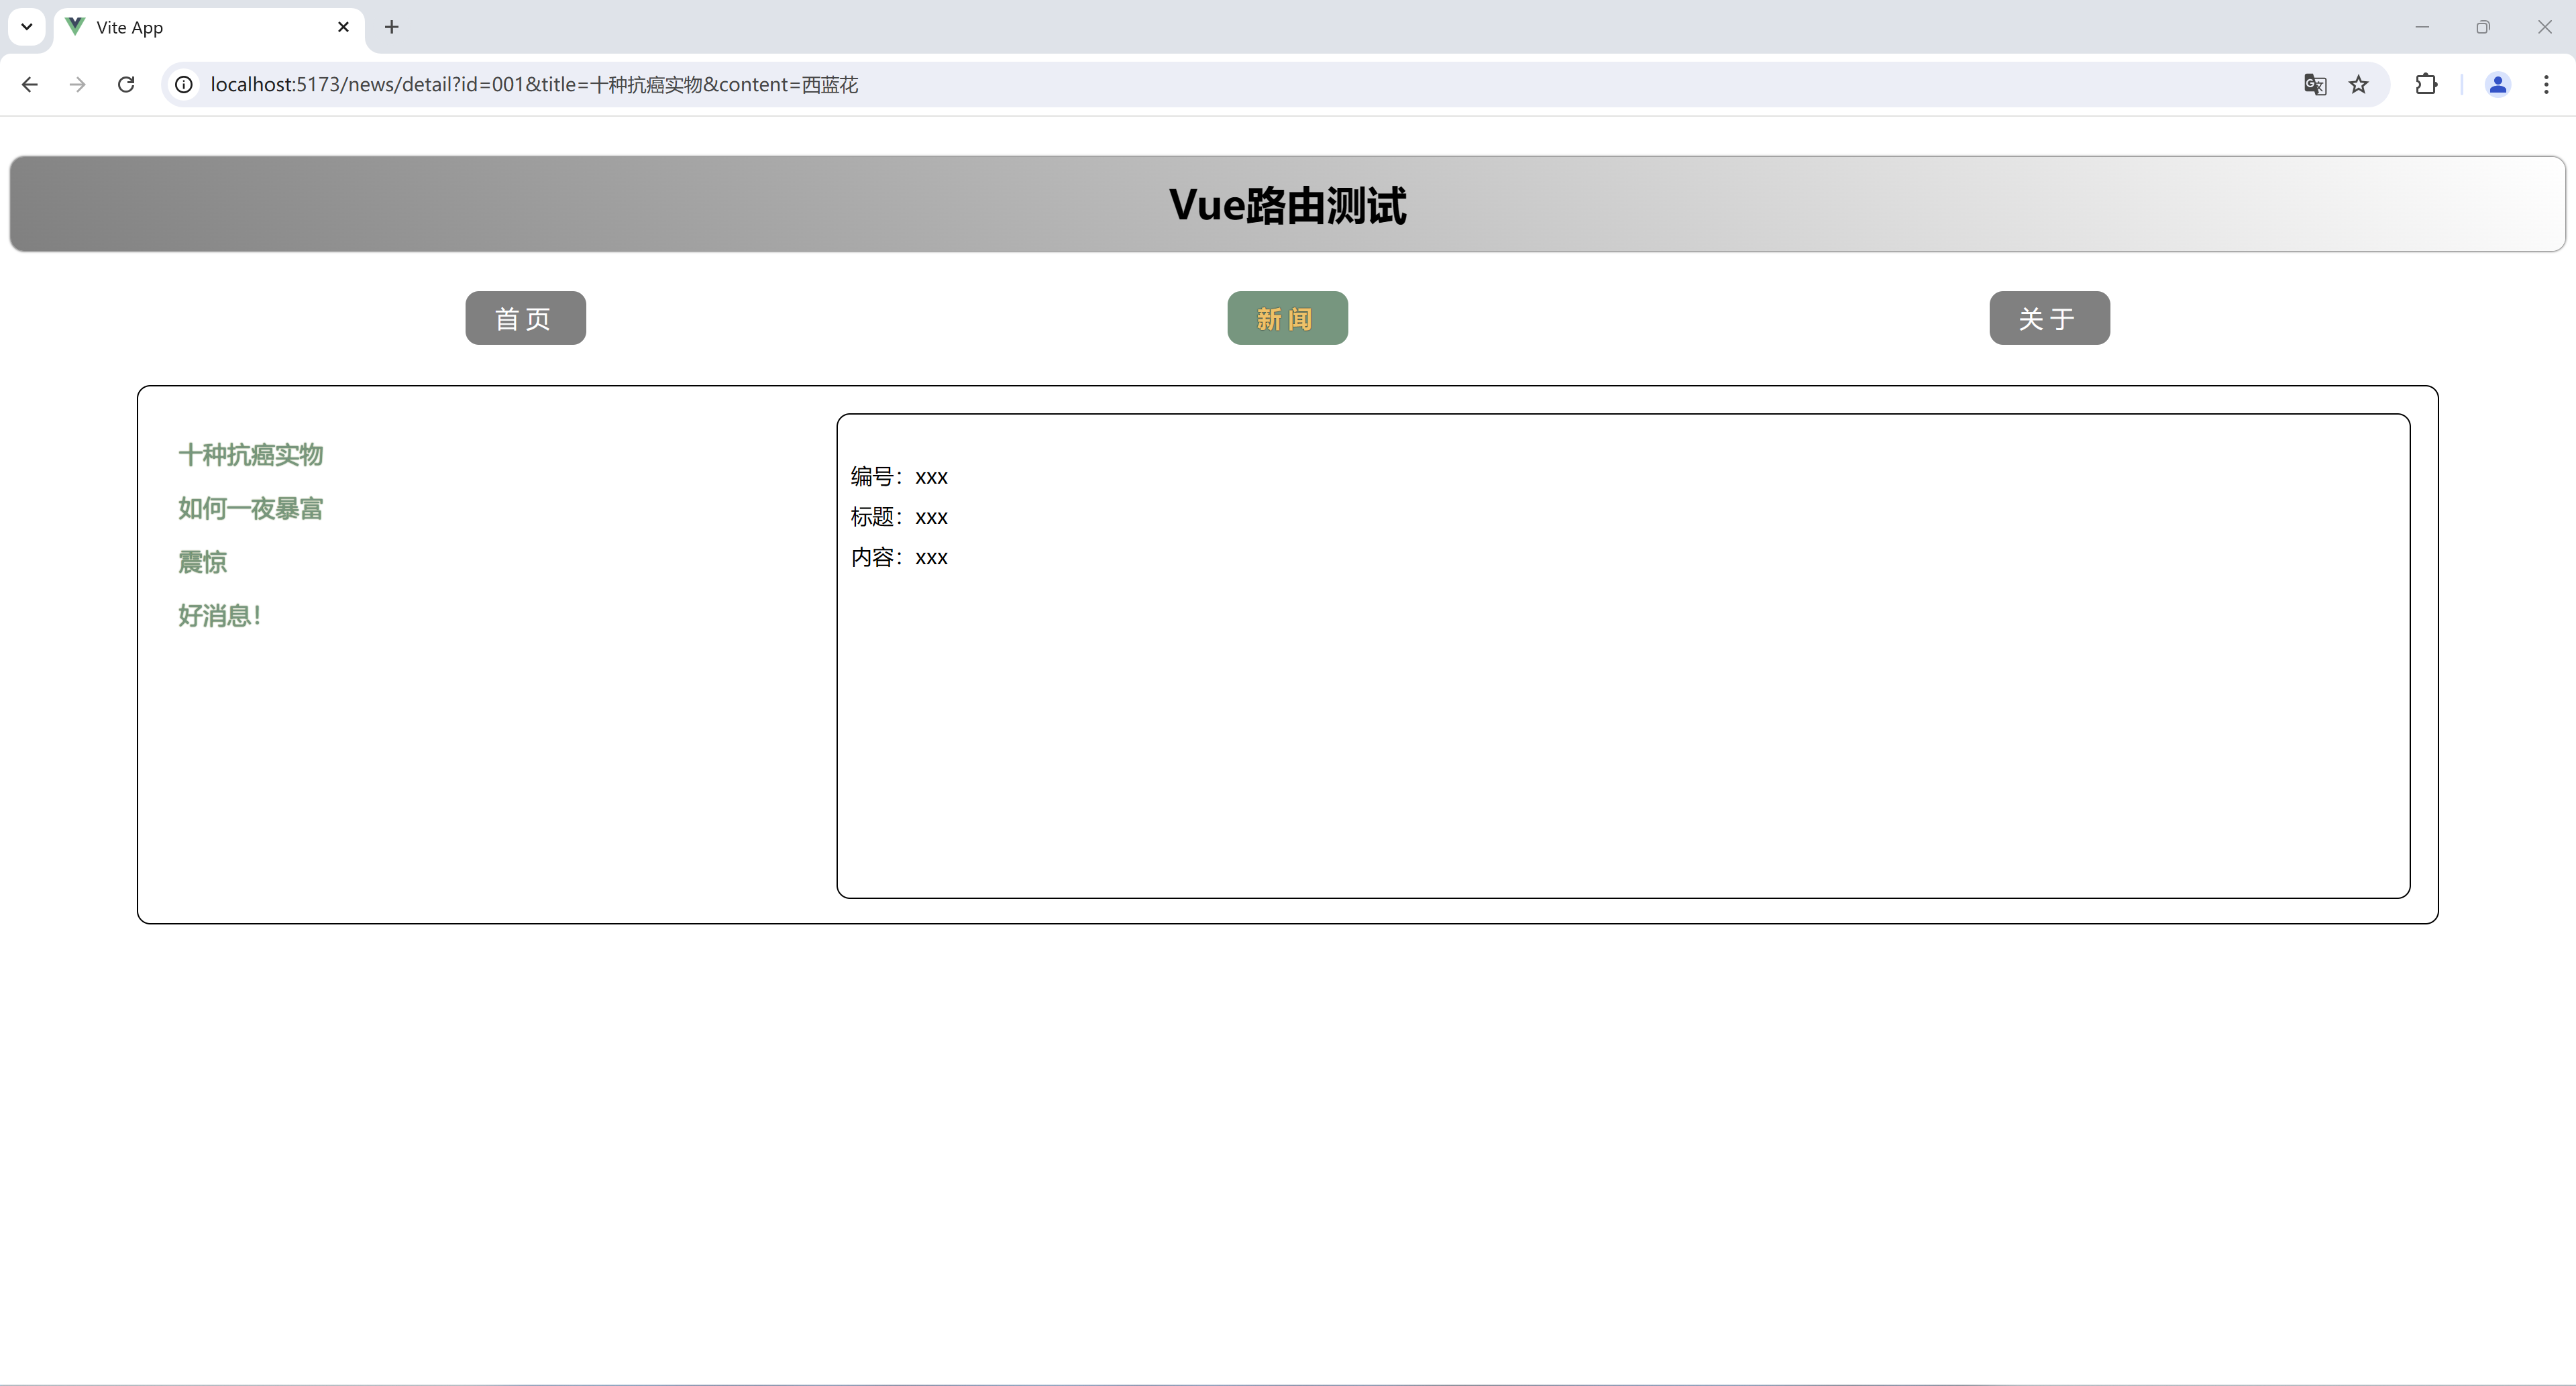 Vite App
localhost:5173/news/detail?id=001&title=十种抗癌实物&content=西蓝花
Vue路由测试
首页
新闻
关于
十种抗癌实物
如何一夜暴富
震惊
好消息！
编号：xxx
标题：xxx
内容：xxx